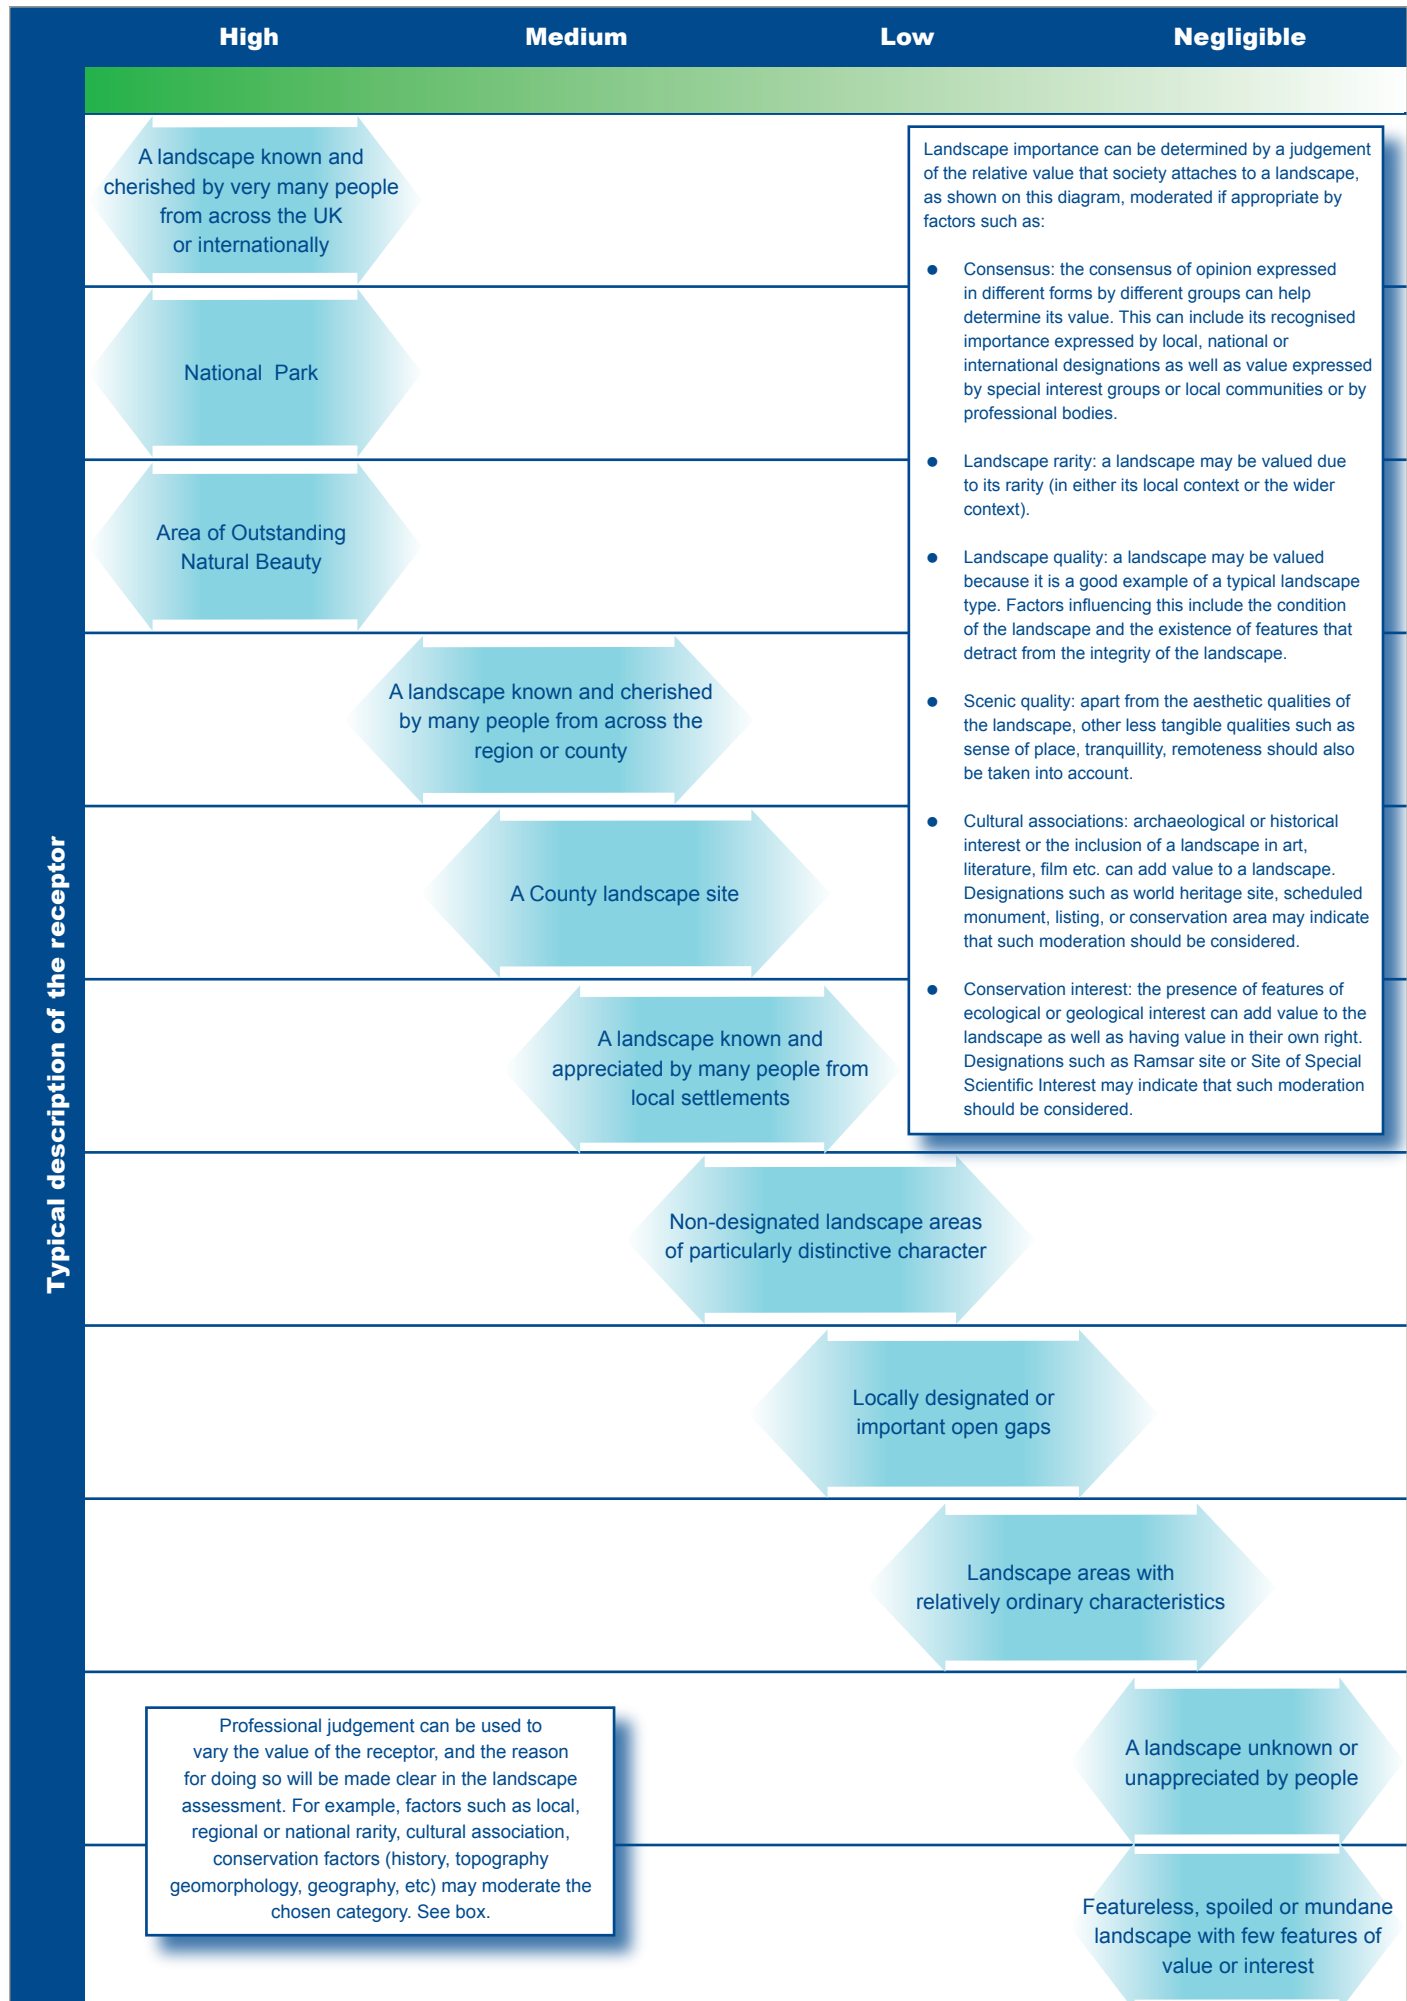 High
Medium
Low
Negligible
Typical description of the receptor
A landscape known and
cherished by very many people
from across the UK
or internationally
National Park
Area of Outstanding
Natural Beauty
A landscape known and cherished
by many people from across the
region or county
A County landscape site
A landscape known and
appreciated by many people from
local settlements
Non-designated landscape areas
of particularly distinctive character
Locally designated or
important open gaps
Landscape areas with
relatively ordinary characteristics
A landscape unknown or
unappreciated by people
Featureless, spoiled or mundane
landscape with few features of
value or interest
Landscape importance can be determined by a judgement
of the relative value that society attaches to a landscape,
as shown on this diagram, moderated if appropriate by
factors such as:
● Consensus: the consensus of opinion expressed
in different forms by different groups can help
determine its value. This can include its recognised
importance expressed by local, national or
international designations as well as value expressed
by special interest groups or local communities or by
professional bodies.
● Landscape rarity: a landscape may be valued due
to its rarity (in either its local context or the wider
context).
● Landscape quality: a landscape may be valued
because it is a good example of a typical landscape
type. Factors influencing this include the condition
of the landscape and the existence of features that
detract from the integrity of the landscape.
● Scenic quality: apart from the aesthetic qualities of
the landscape, other less tangible qualities such as
sense of place, tranquillity, remoteness should also
be taken into account.
● Cultural associations: archaeological or historical
interest or the inclusion of a landscape in art,
literature, film etc. can add value to a landscape.
Designations such as world heritage site, scheduled
monument, listing, or conservation area may indicate
that such moderation should be considered.
● Conservation interest: the presence of features of
ecological or geological interest can add value to the
landscape as well as having value in their own right.
Designations such as Ramsar site or Site of Special
Scientific Interest may indicate that such moderation
should be considered.
Professional judgement can be used to
vary the value of the receptor, and the reason
for doing so will be made clear in the landscape
assessment. For example, factors such as local,
regional or national rarity, cultural association,
conservation factors (history, topography
geomorphology, geography, etc) may moderate the
chosen category. See box.